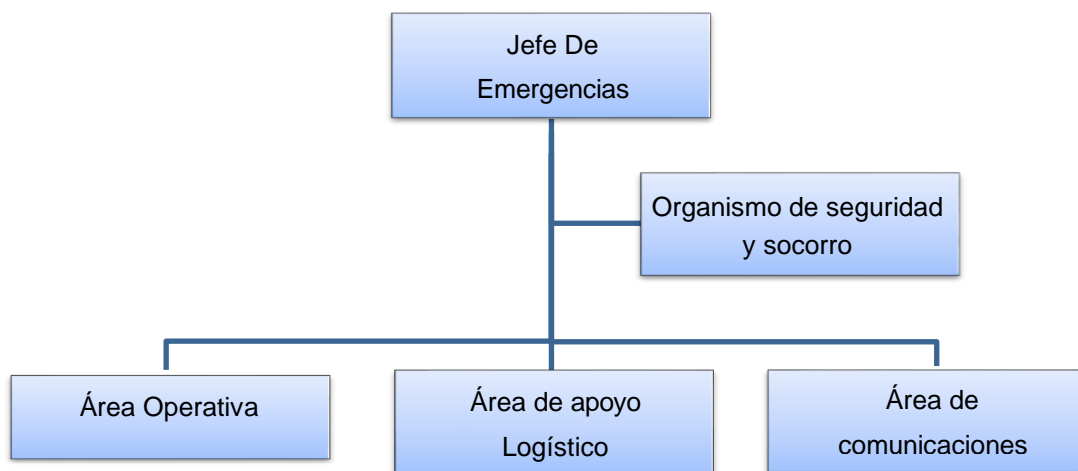 Jefe De
Emergencias
Organismo de seguridad
y socorro
Área Operativa
Área de apoyo
Logístico
Área de
comunicaciones